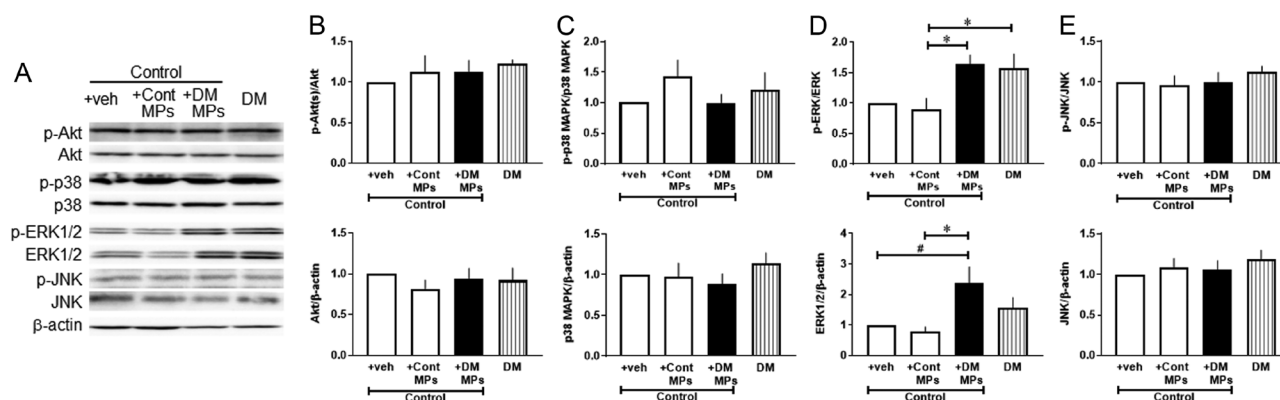 A
Control
+veh +Cont MPs +DM MPs DM
p-Akt
Akt
p-p38
p38
p-ERK1/2
ERK1/2
p-JNK
JNK
β-actin
B
p-Akt(s)/Akt
1.5
1.0
0.5
0.0
+veh +Cont +DM DM
MPs MPs
Control
Akt/β-actin
1.5
1.0
0.5
0.0
+veh +Cont +DM DM
MPs MPs
Control
C
p-p38 MAPK/p38 MAPK
2.0
1.5
1.0
0.5
0.0
+veh +Cont +DM DM
MPs MPs
Control
p38 MAPK/β-actin
1.5
1.0
0.5
0.0
+veh +Cont +DM DM
MPs MPs
Control
D
p-ERK/ERK
2.0
1.5
1.0
0.5
0.0
*
*
+veh +Cont +DM DM
MPs MPs
Control
ERK1/2/β-actin
4
3
2
1
0
*
#
+veh +Cont +DM DM
MPs MPs
Control
E
p-JNK/JNK
1.5
1.0
0.5
0.0
+veh +Cont +DM DM
MPs MPs
Control
JNK/β-actin
1.5
1.0
0.5
0.0
+veh +Cont +DM DM
MPs MPs
Control